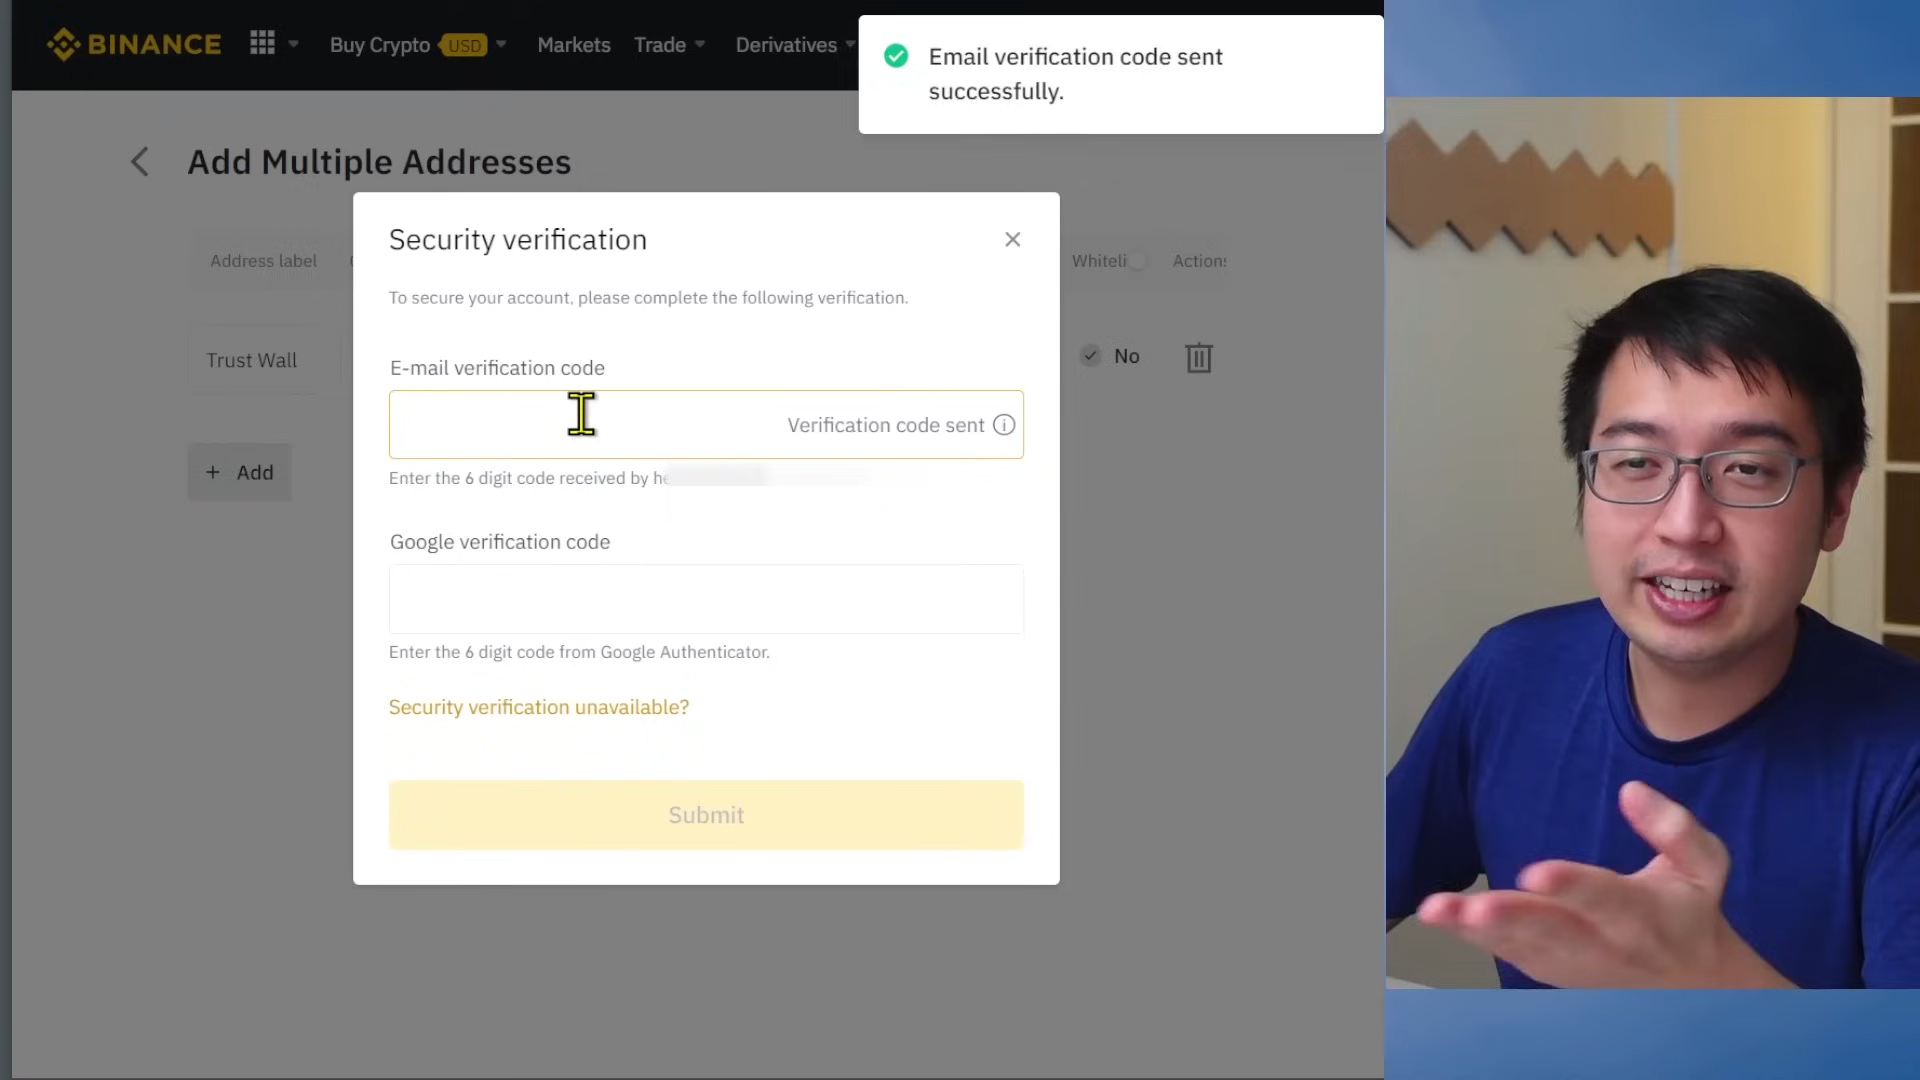 BINANCE
Buy Crypto USD
Markets
Trade
Derivatives
Email verification code sent
successfully.
Add Multiple Addresses
Address label
Actions
Trust Wall
No
+ Add
Security verification
To secure your account, please complete the following verification.
E-mail verification code
Verification code sent
Enter the 6 digit code received by
Google verification code
Enter the 6 digit code from Google Authenticator.
Security verification unavailable?
Submit